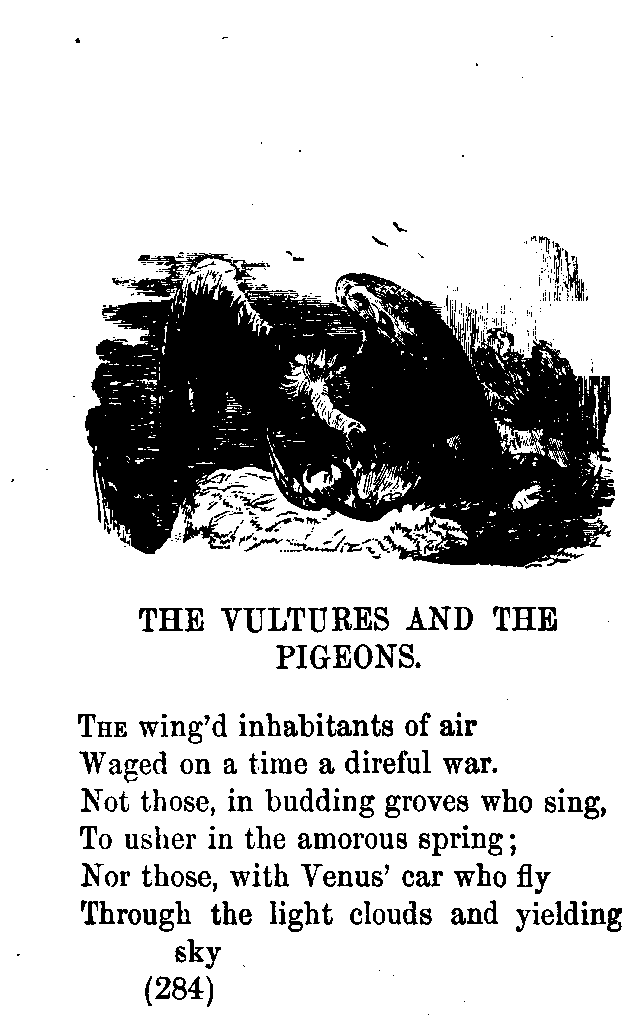 THE VULTURES AND THE
PIGEONS.
THE wing'd inhabitants of air
Waged on a time a direful war.
Not those, in budding groves who sing,
To usher in the amorous spring;
Nor those, with Venus' car who fly
Through the light clouds and yielding
sky
(284)